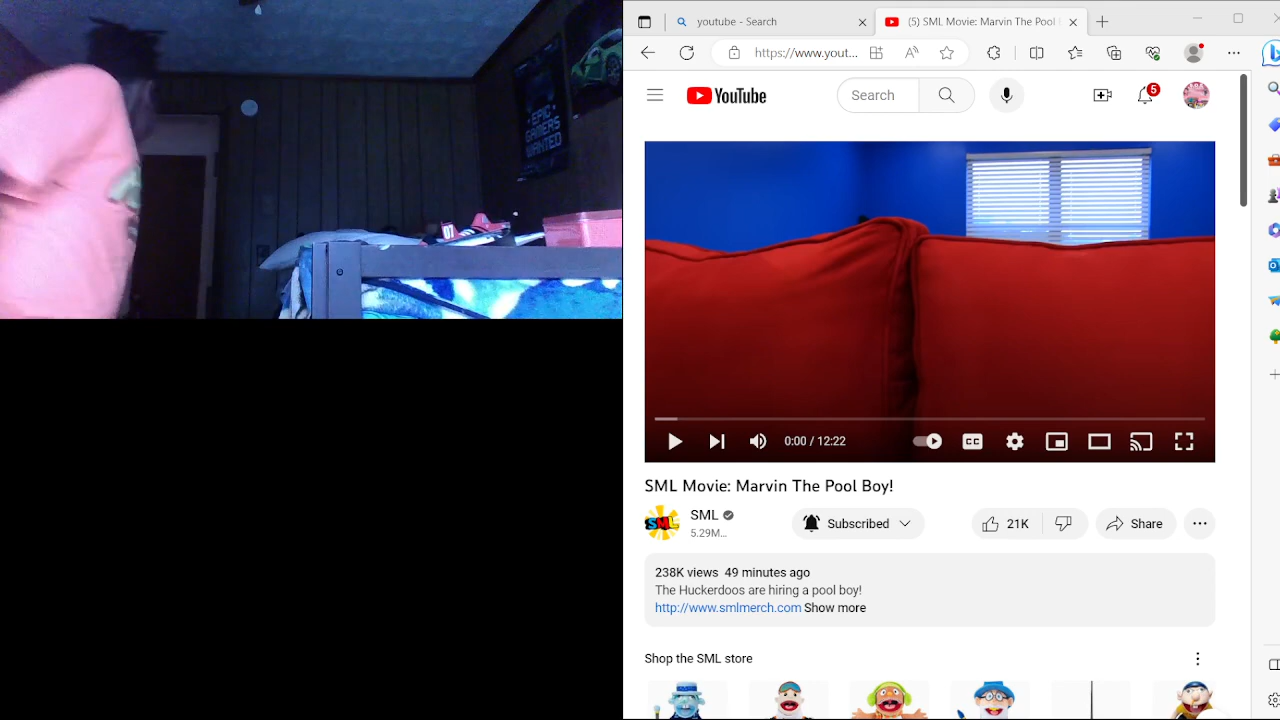 EPIC
GAMERS
WANTED
youtube - Search
(5) SML Movie: Marvin The Pool
https://www.yout...
YouTube
Search
5
0:00 / 12:22
CC
SML Movie: Marvin The Pool Boy!
SML
SML
5.29M...
Subscribed
21K
Share
238K views 49 minutes ago
The Huckerdoos are hiring a pool boy!
http://www.smlmerch.com Show more
Shop the SML store